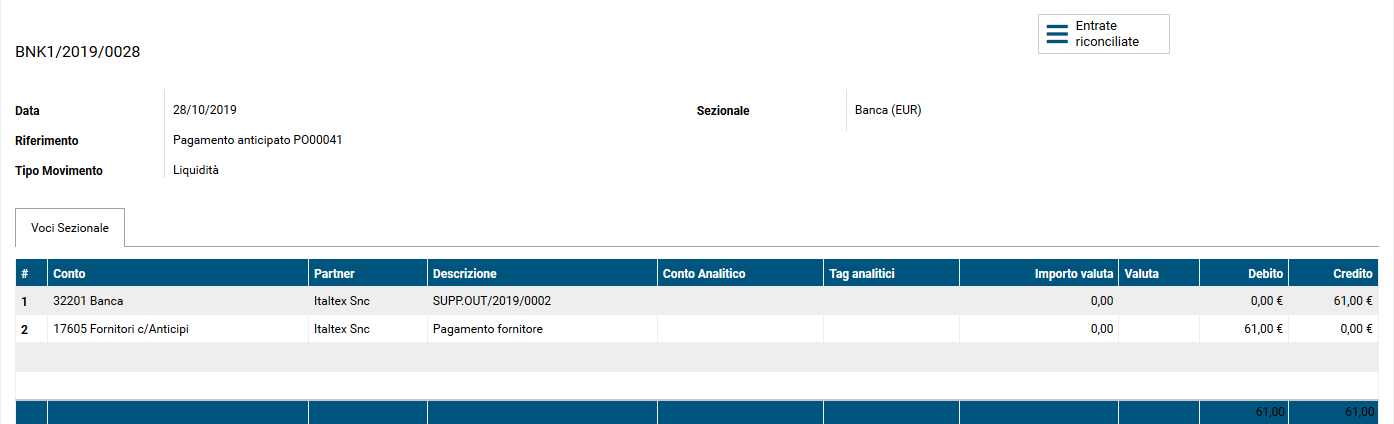 Entrate
riconciliate
BNK1/2019/0028
Data 28/10/2019 Sezionale Banca (EUR)
Riferimento Pagamento anticipato PO00041
Tipo Movimento Liquidità
Voci Sezionale
# Conto Partner Descrizione Conto Analitico Tag analitici Importo valuta Valuta Debito Credito
1 32201 Banca Italtex Snc SUPP.OUT/2019/0002 0,00 0,00 € 61,00 €
2 17605 Fornitori c/Anticipi Italtex Snc Pagamento fornitore 0,00 61,00 € 0,00 €
61,00 61,00